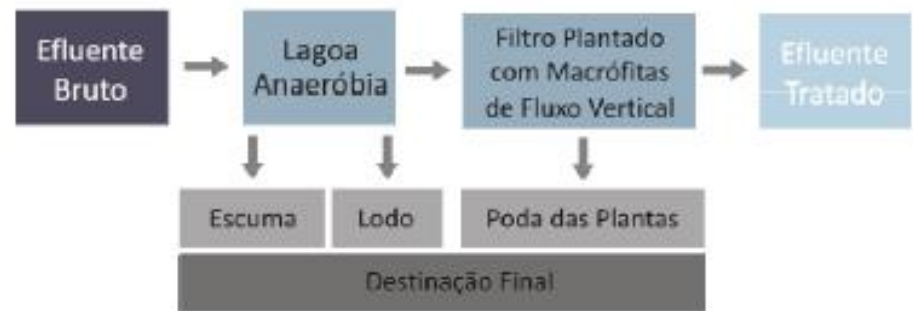 Efluente
Bruto
Lagoa
Anaeróbia
Filtro Plantado
com Macrófitas
de Fluxo Vertical
Efluente
Tratado
Escuma
Lodo
Poda das Plantas
Destinação Final